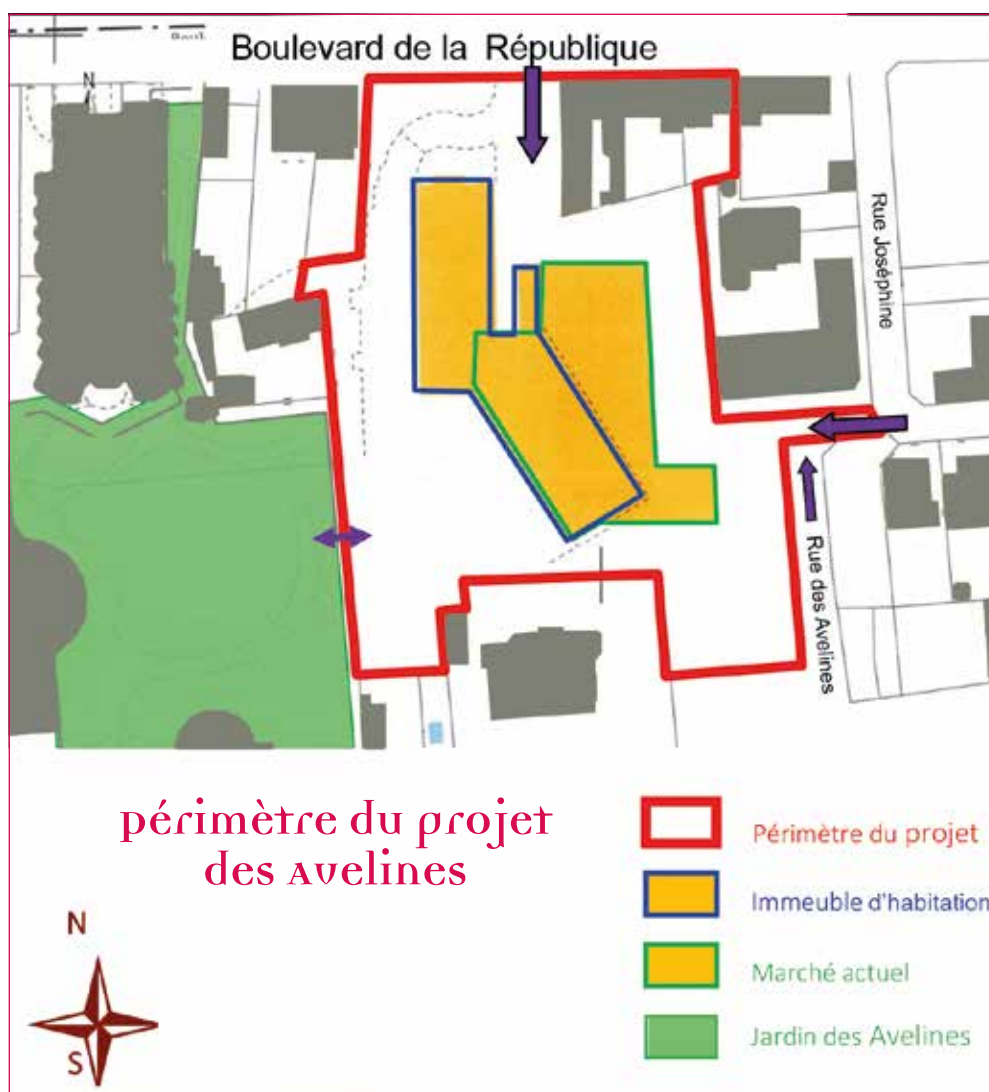 Boulevard de la République
N
Rue Joséphine
Rue des Avelines
périmètre du projet
des Avelines
Périmètre du projet
Immeuble d'habitation
Marché actuel
Jardin des Avelines
N
S